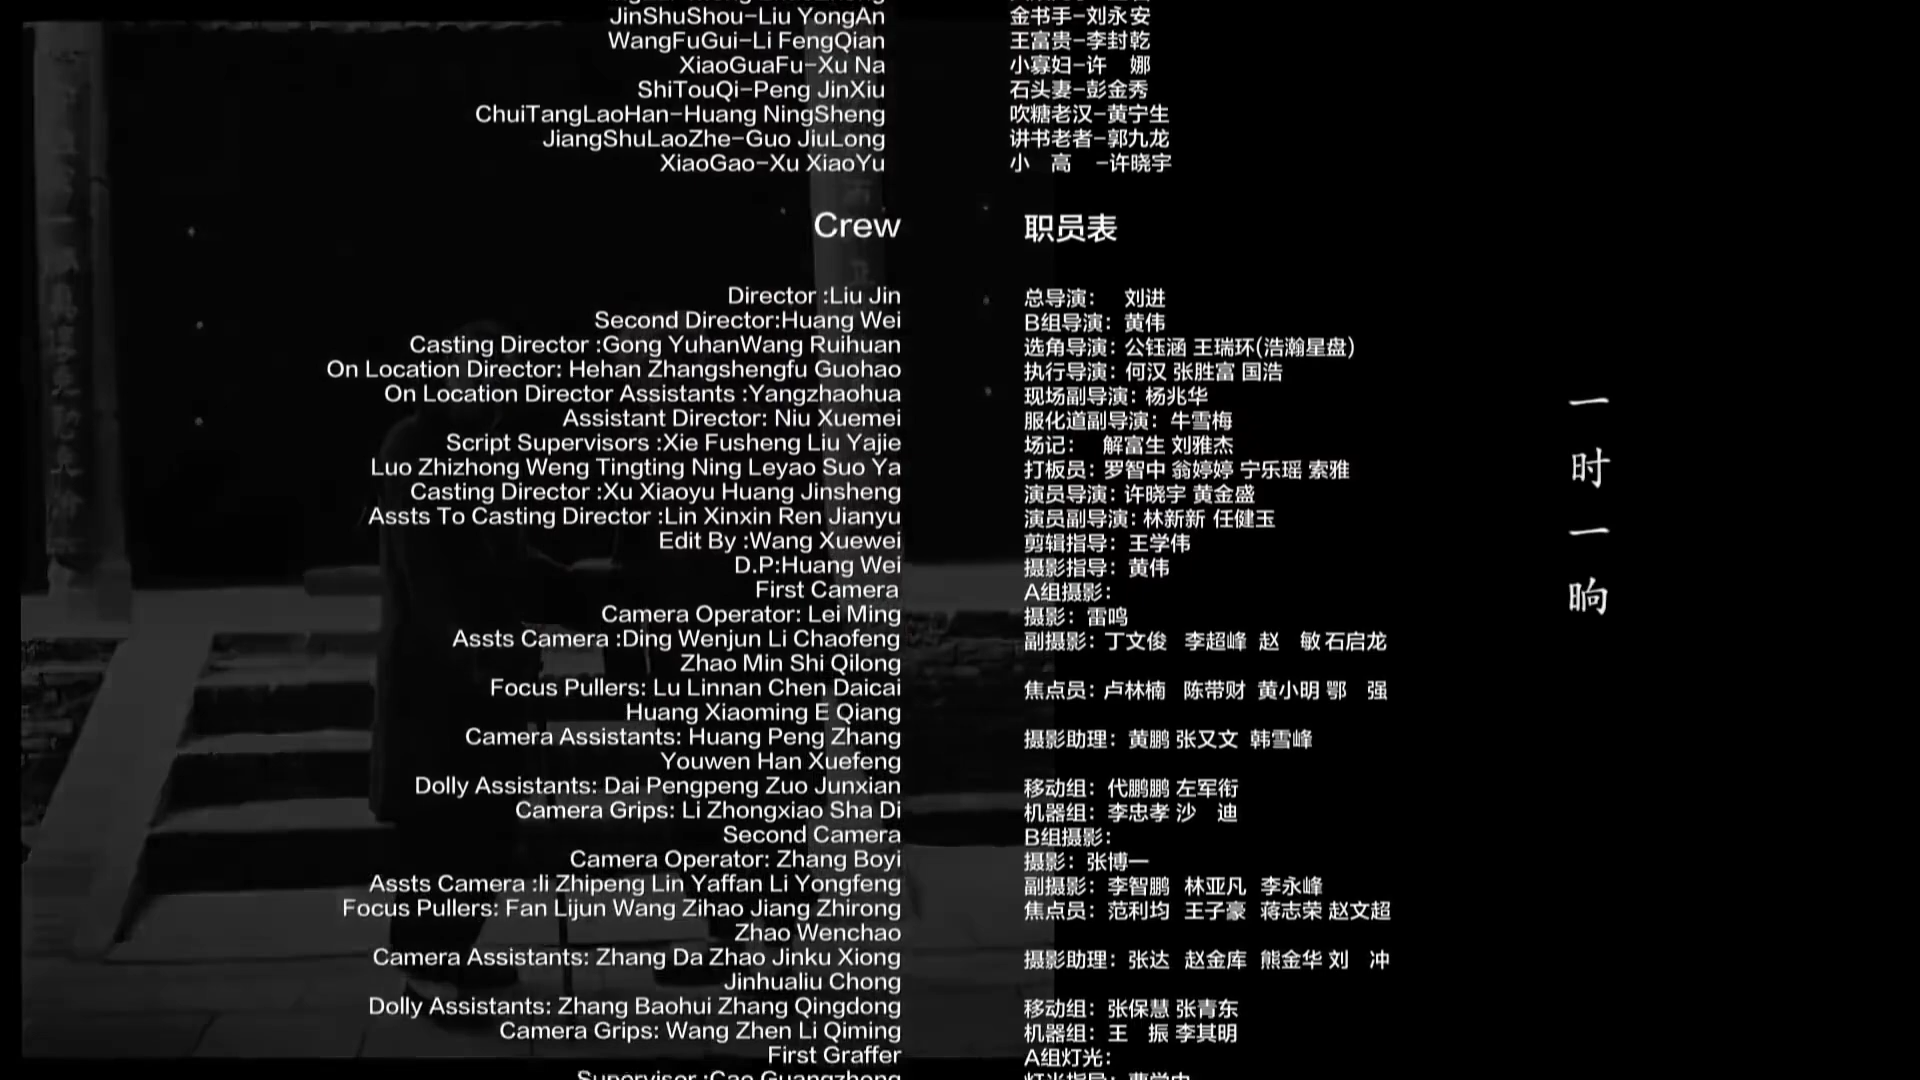 JinShuShou-Liu YongAn 金书手-刘永安
WangFuGui-Li FengQian 王富贵-李封乾
XiaoGuaFu-Xu Na 小寡妇-许 娜
ShiTouQi-Peng JinXiu 石头妻-彭金秀
ChuiTangLaoHan-Huang NingSheng 吹糖老汉-黄宁生
JiangShuLaoZhe-Guo JiuLong 讲书老者-郭九龙
XiaoGao-Xu XiaoYu 小 高 -许晓宇
Crew 职员表
Director :Liu Jin 总导演： 刘进
Second Director:Huang Wei B组导演：黄伟
Casting Director :Gong YuhanWang Ruihuan 选角导演：公钰涵 王瑞环(浩瀚星盘)
On Location Director: Hehan Zhangshengfu Guohao 执行导演：何汉 张胜富 国浩
On Location Director Assistants :Yangzhaohua 现场副导演：杨兆华
Assistant Director: Niu Xuemei 服化道副导演：牛雪梅
Script Supervisors :Xie Fusheng Liu Yajie 场记： 解富生 刘雅杰
Luo Zhizhong Weng Tingting Ning Leyao Suo Ya 打板员：罗智中 翁婷婷 宁乐瑶 索雅
Casting Director :Xu Xiaoyu Huang Jinsheng 演员导演：许晓宇 黄金盛
Assts To Casting Director :Lin Xinxin Ren Jianyu 演员副导演：林新新 任健玉
Edit By :Wang Xuewei 剪辑指导：王学伟
D.P:Huang Wei 摄影指导：黄伟
First Camera A组摄影：
Camera Operator: Lei Ming 摄影：雷鸣
Assts Camera :Ding Wenjun Li Chaofeng 副摄影：丁文俊 李超峰 赵 敏 石启龙
Zhao Min Shi Qilong
Focus Pullers: Lu Linnan Chen Daicai 焦点员：卢林楠 陈带财 黄小明 鄂 强
Huang Xiaoming E Qiang
Camera Assistants: Huang Peng Zhang 摄影助理：黄鹏 张又文 韩雪峰
Youwen Han Xuefeng
Dolly Assistants: Dai Pengpeng Zuo Junxian 移动组：代鹏鹏 左军衔
Camera Grips: Li Zhongxiao Sha Di 机器组：李忠孝 沙 迪
Second Camera B组摄影：
Camera Operator: Zhang Boyi 摄影：张博一
Assts Camera :li Zhipeng Lin Yaffan Li Yongfeng 副摄影：李智鹏 林亚凡 李永峰
Focus Pullers: Fan Lijun Wang Zihao Jiang Zhirong 焦点员：范利均 王子豪 蒋志荣 赵文超
Zhao Wenchao
Camera Assistants: Zhang Da Zhao Jinku Xiong 摄影助理：张达 赵金库 熊金华 刘 冲
Jinhualiu Chong
Dolly Assistants: Zhang Baohui Zhang Qingdong 移动组：张保慧 张青东
Camera Grips: Wang Zhen Li Qiming 机器组：王 振 李其明
First Graffer A组灯光：
Supervisor :Cao Guangzhong
一时一晌